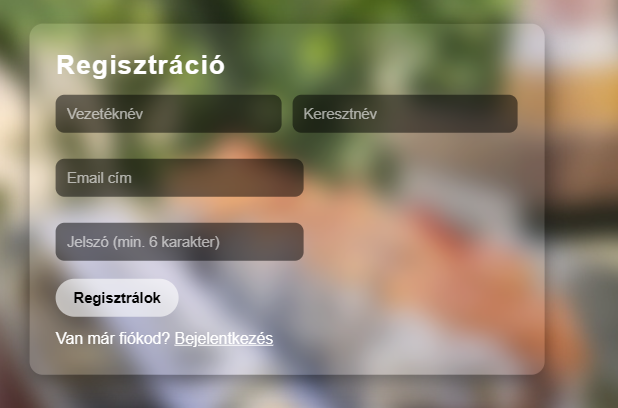 Regisztráció
Vezetéknév Keresztnév
Email cím
Jelszó (min. 6 karakter)
Regisztrálok
Van már fiókod? Bejelentkezés